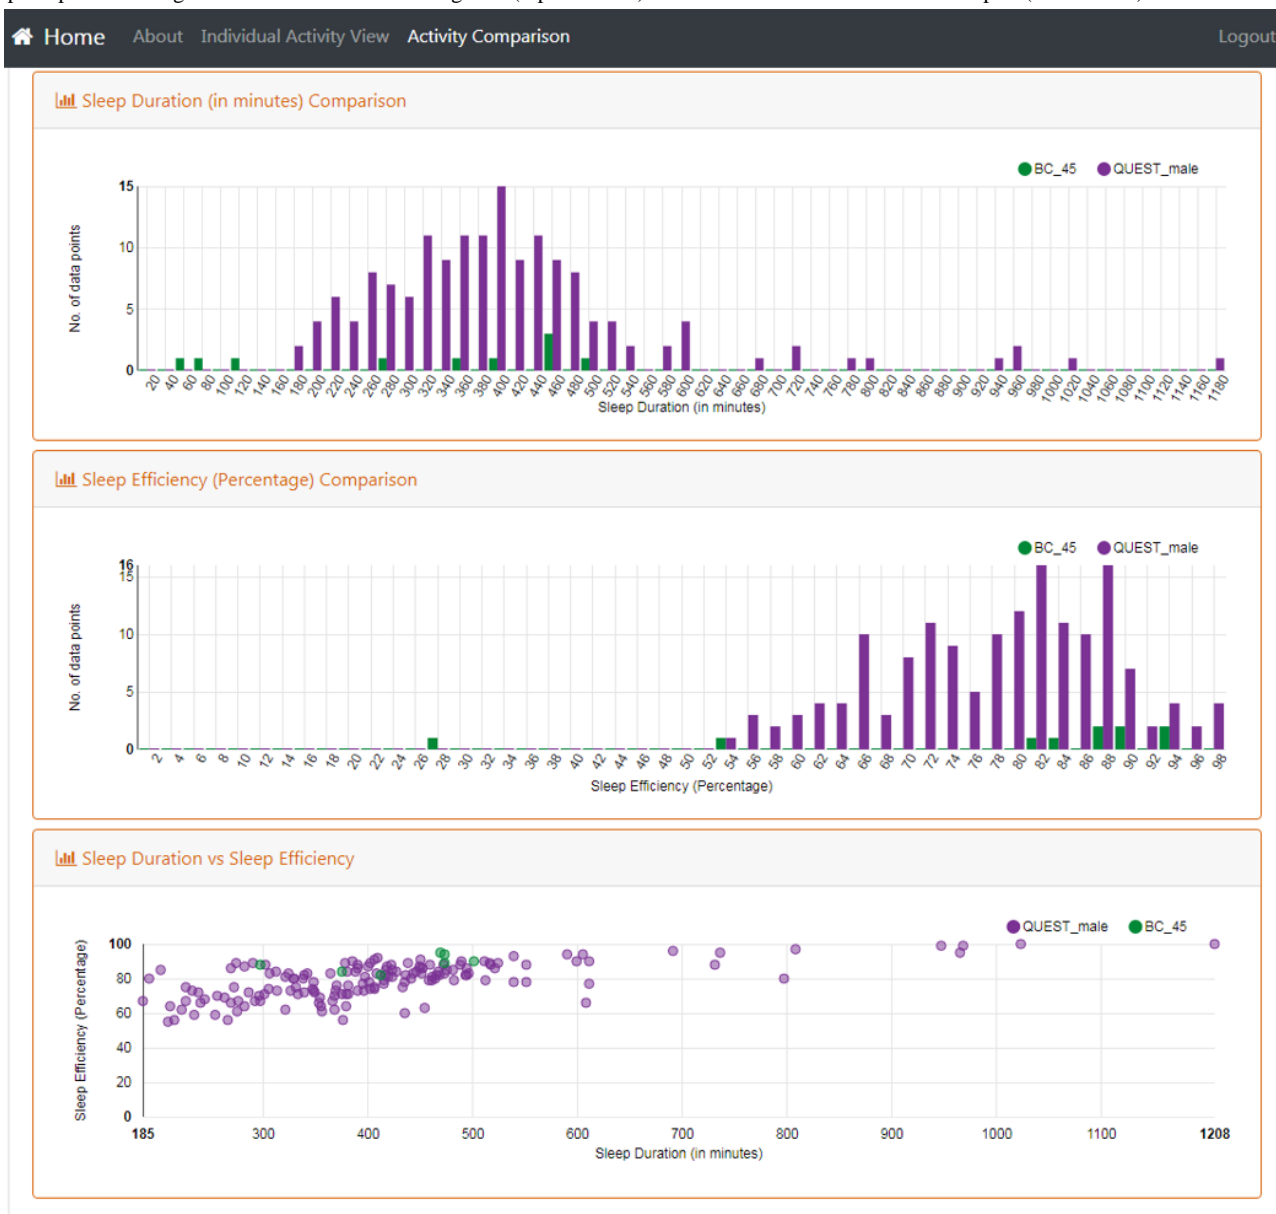 Home About Individual Activity View Activity Comparison Logout
Sleep Duration (in minutes) Comparison
BC_45 QUEST_male
15
10
5
0
No. of data points
20 40 60 80 100 120 140 160 180 200 220 240 260 280 300 320 340 360 380 400 420 440 460 480 500 520 540 560 580 600 620 640 660 680 700 720 740 760 780 800 820 840 860 880 900 920 940 960 980 1000 1020 1040 1060 1080 1100 1120 1140 1160 1180
Sleep Duration (in minutes)
Sleep Efficiency (Percentage) Comparison
BC_45 QUEST_male
16
15
10
5
0
No. of data points
2 4 6 8 10 12 14 16 18 20 22 24 26 28 30 32 34 36 38 40 42 44 46 48 50 52 54 56 58 60 62 64 66 68 70 72 74 76 78 80 82 84 86 88 90 92 94 96 98
Sleep Efficiency (Percentage)
Sleep Duration vs Sleep Efficiency
QUEST_male BC_45
100
80
60
40
20
0
Sleep Efficiency (Percentage)
185 300 400 500 600 700 800 900 1000 1100 1208
Sleep Duration (in minutes)